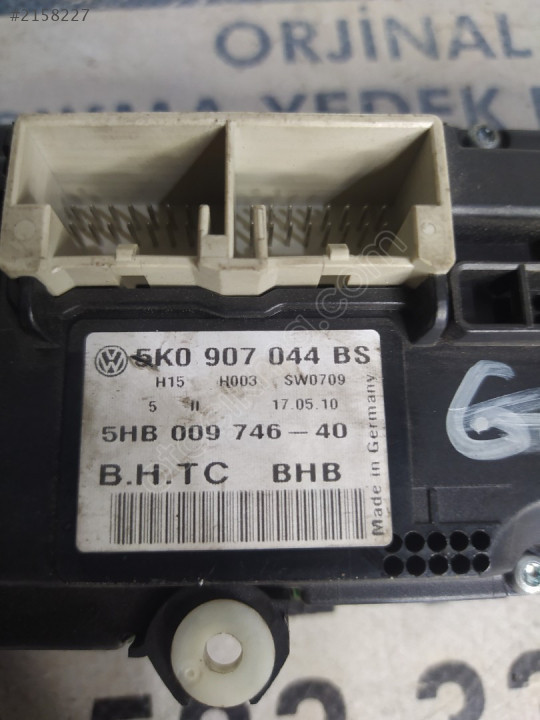 #2158227
ORJİNAL
YEDEK
5K0 907 044 BS
H15 H003 SW0709
5 II 17.05.10
5HB 009 746-40
B.H.TC BHB
Made in Germany
G